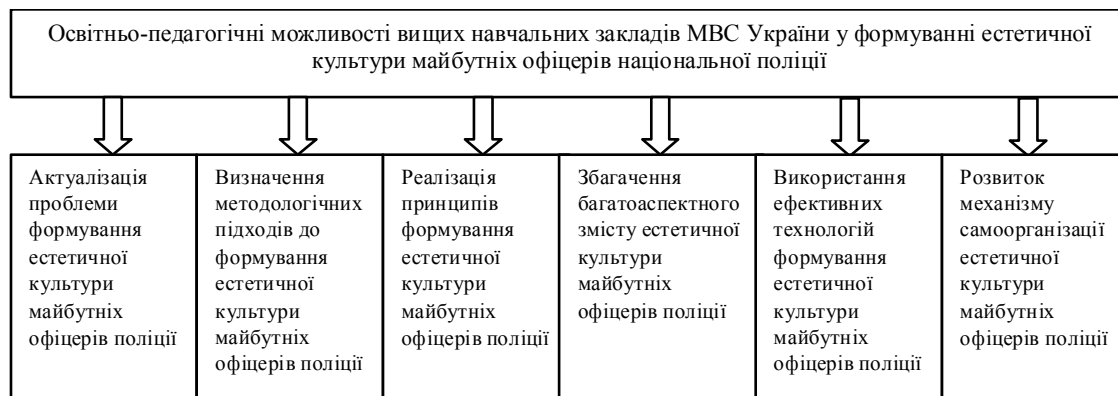 Освітньо-педагогічні можливості вищих навчальних закладів МВС України у формуванні естетичної
культури майбутніх офіцерів національної поліції
Актуалізація
проблеми
формування
естетичної
культури
майбутніх
офіцерів поліції
Визначення
методологічних
підходів до
формування
естетичної
культури
майбутніх
офіцерів поліції
Реалізація
принципів
формування
естетичної
культури
майбутніх
офіцерів поліції
Збагачення
багатоаспектного
змісту естетичної
культури
майбутніх
офіцерів поліції
Використання
ефективних
технологій
формування
естетичної
культури
майбутніх
офіцерів поліції
Розвиток
механізму
самоорганізації
естетичної
культури
майбутніх
офіцерів поліції